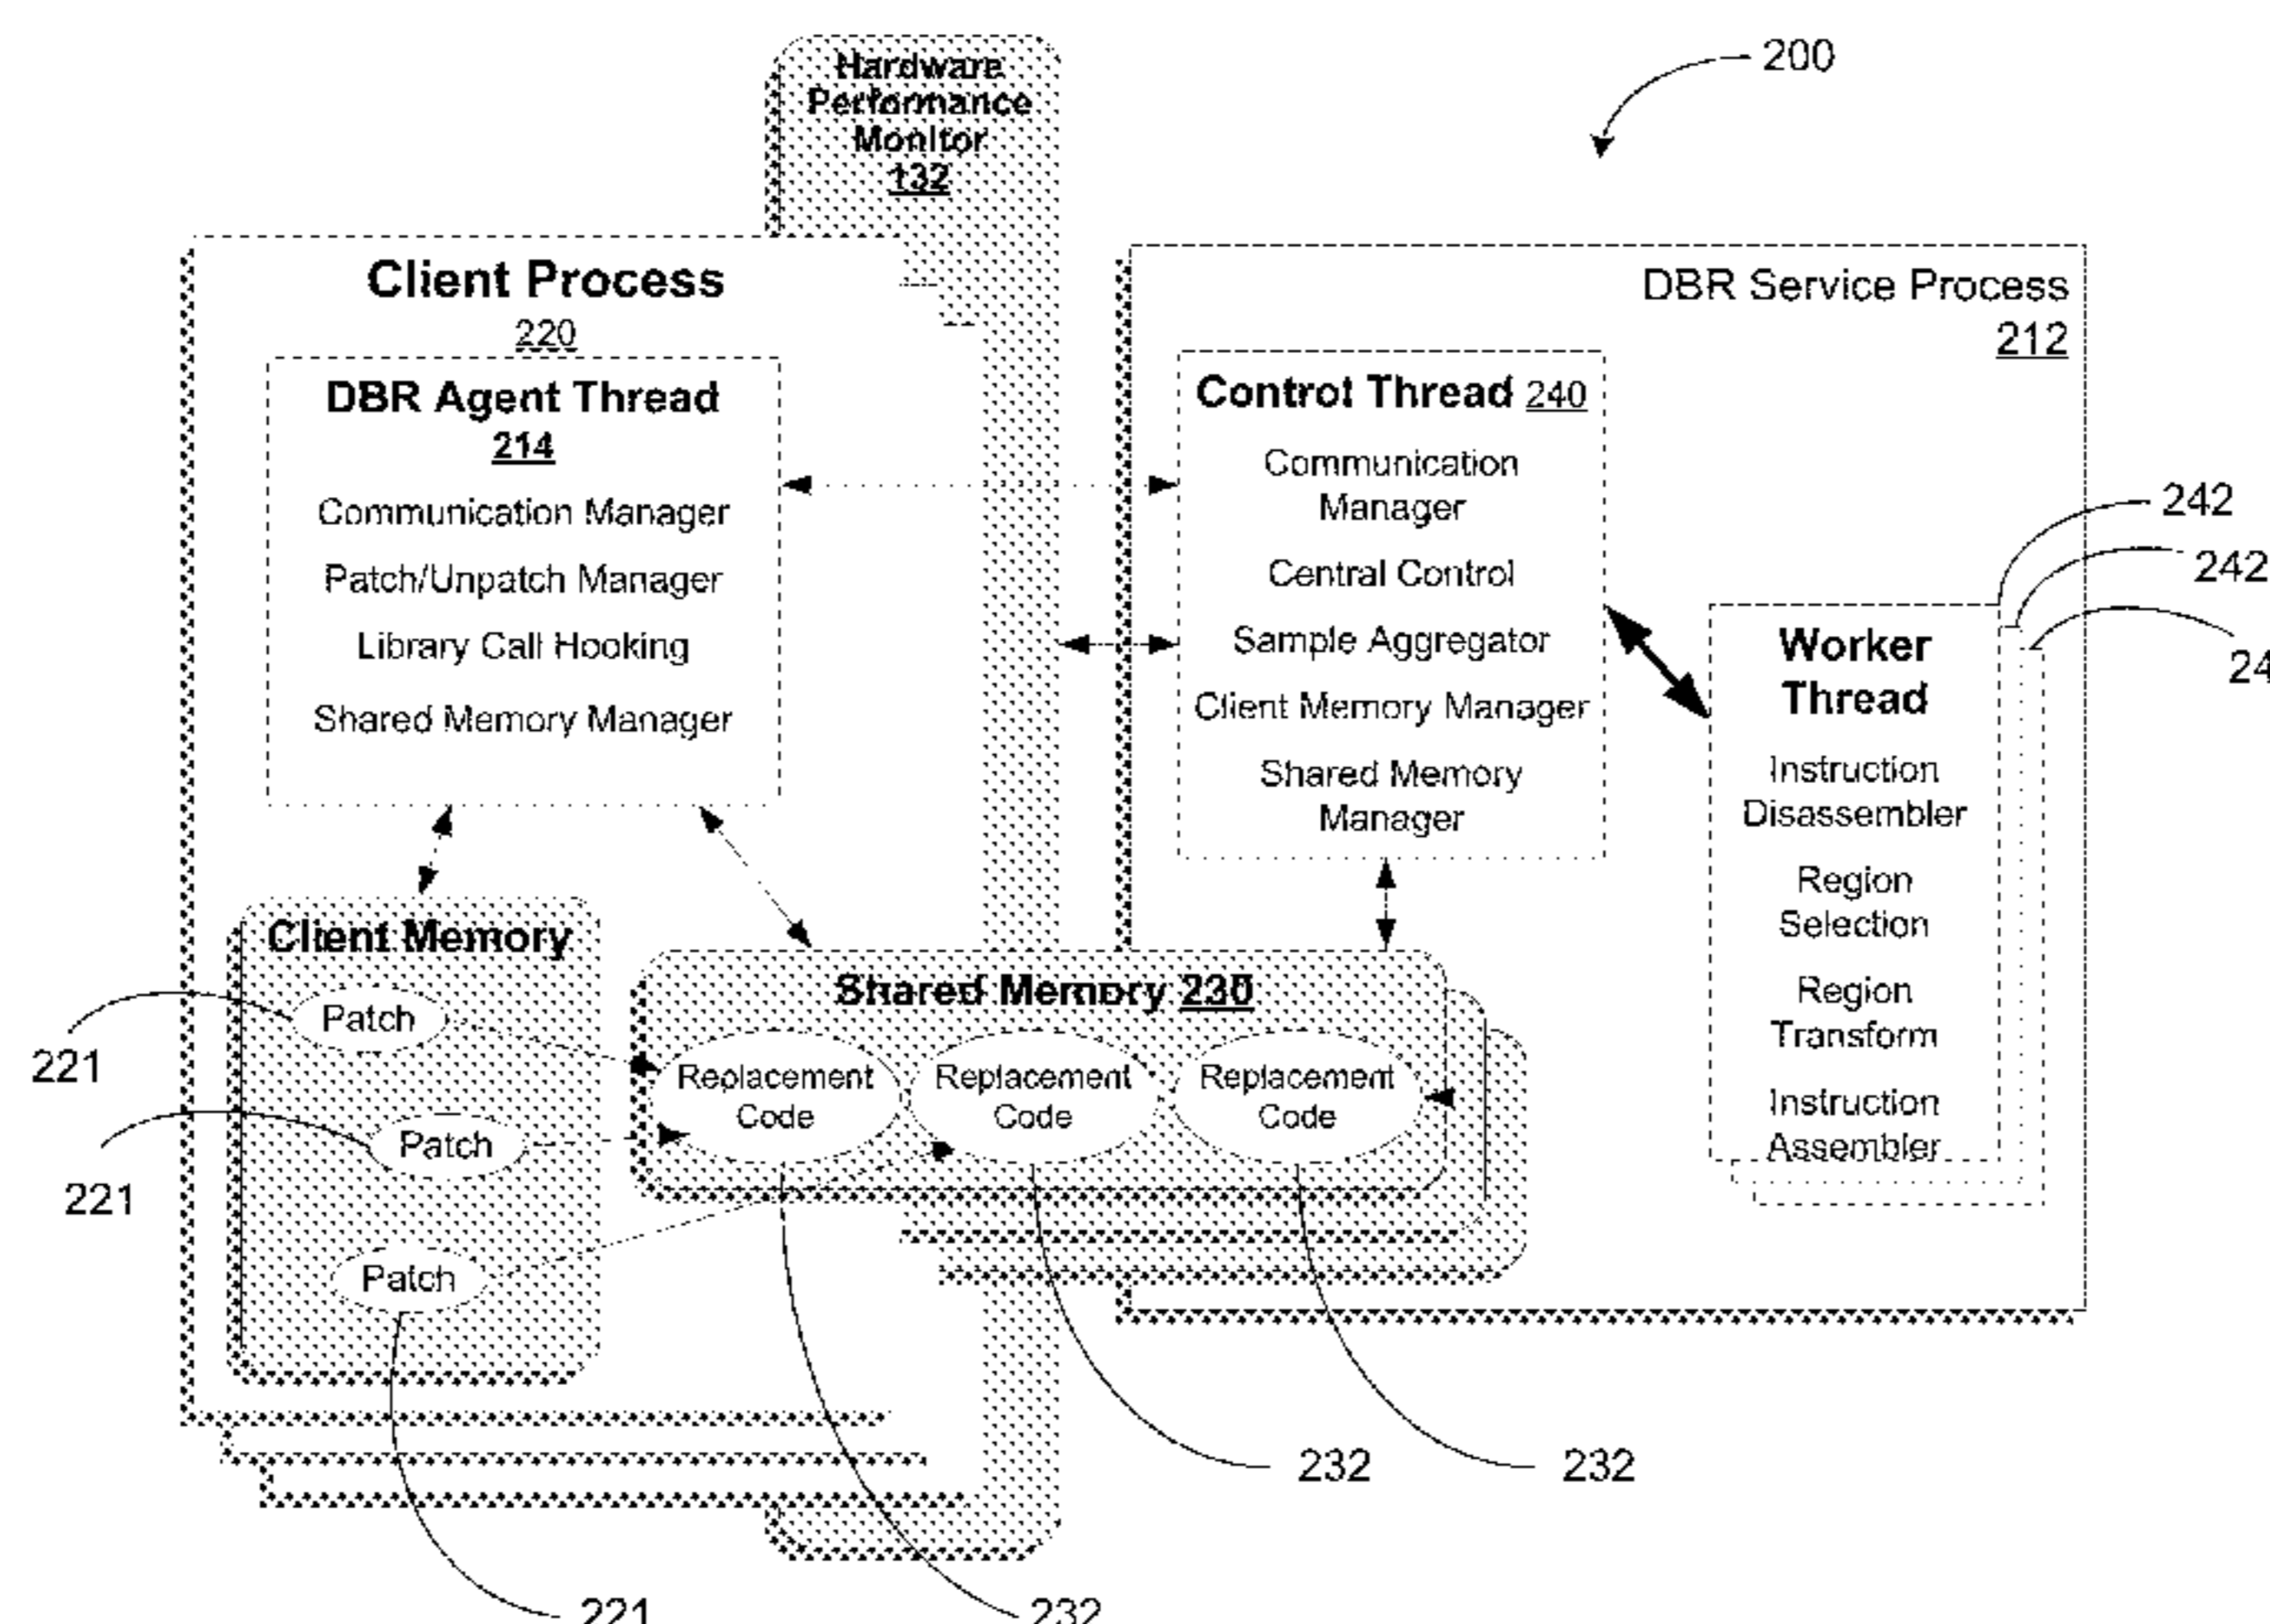 Hardware
Performance
Monitor
132
200
Client Process
220
DBR Agent Thread
214
Communication Manager
Patch/Unpatch Manager
Library Call Hooking
Shared Memory Manager
DBR Service Process
212
Control Thread 240
Communication
Manager
Central Control
Sample Aggregator
Client Memory Manager
Shared Memory
Manager
242
242
24
Worker
Thread
Instruction
Disassembler
Region
Selection
Region
Transform
Instruction
Assembler
Client Memory
Patch
Patch
Patch
221
221
221
Shared Memory 230
Replacement
Code
Replacement
Code
Replacement
Code
232
232
232